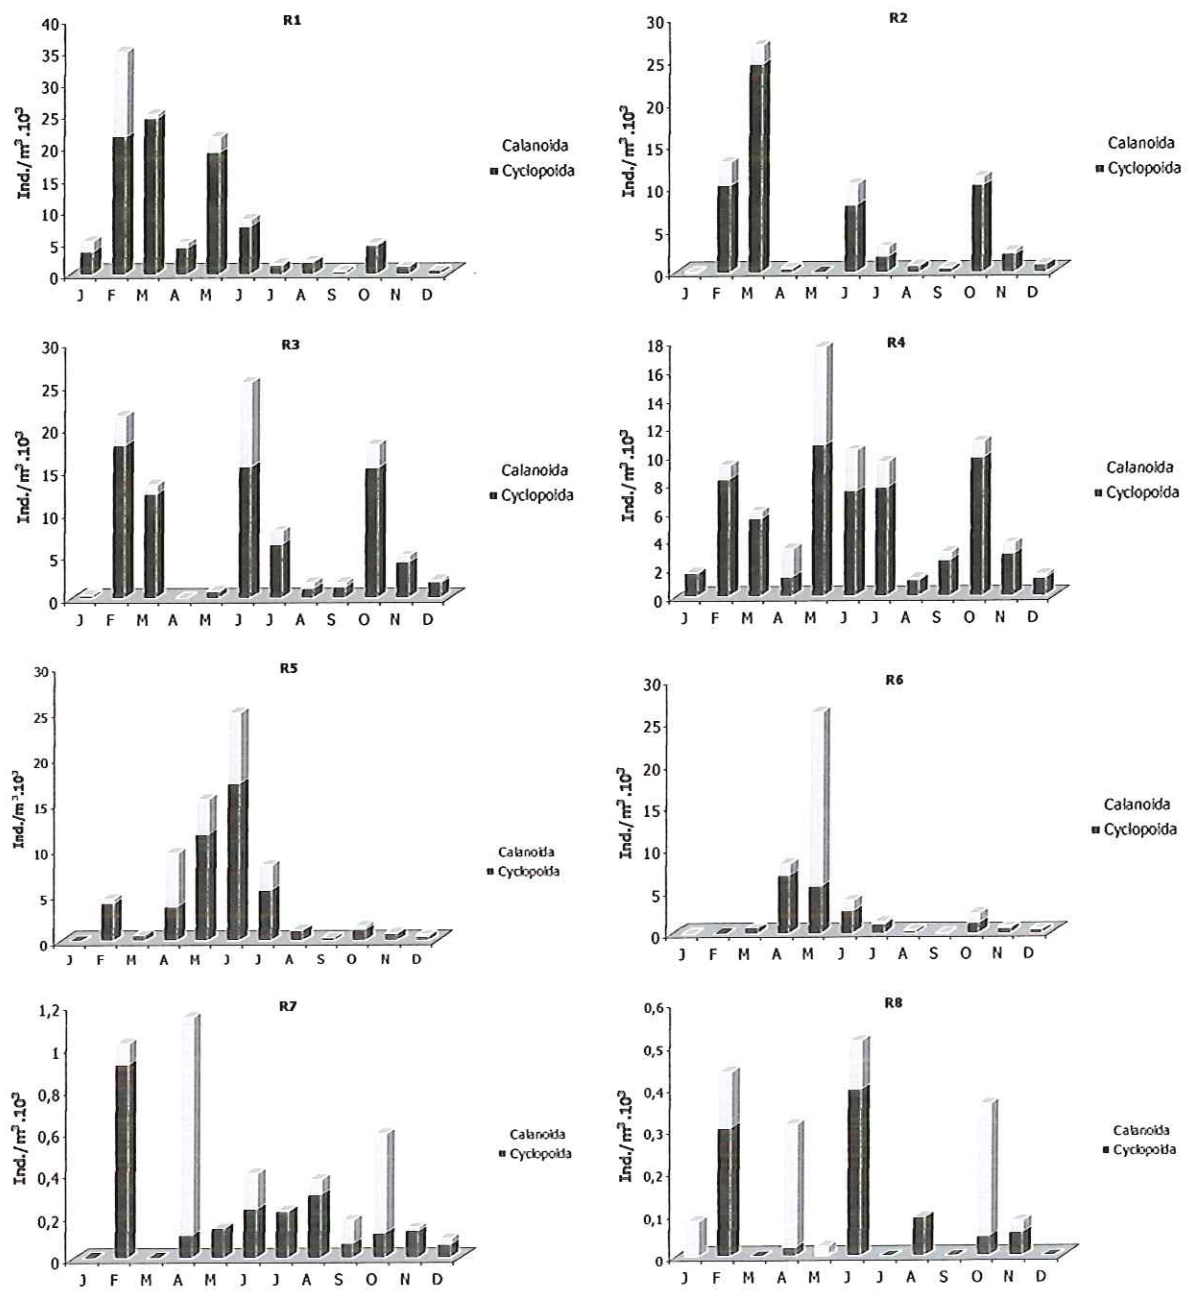 R1
40
35
30
25
20
15
10
5
0
Ind./m³.10³
Calanoida
Cyclopoida
J F M A M J J A S O N D
R2
30
25
20
15
10
5
0
Ind./m³.10³
Calanoida
Cyclopoida
J F M A M J J A S O N D
R3
30
25
20
15
10
5
0
Ind./m³.10³
Calanoida
Cyclopoida
J F M A M J J A S O N D
R4
18
16
14
12
10
8
6
4
2
0
Ind./m³.10³
Calanoida
Cyclopoida
J F M A M J J A S O N D
R5
30
25
20
15
10
5
0
Ind./m³.10³
Calanoida
Cyclopoida
J F M A M J J A S O N D
R6
30
25
20
15
10
5
0
Ind./m³.10³
Calanoida
Cyclopoida
J F M A M J J A S O N D
R7
1,2
1
0,8
0,6
0,4
0,2
0
Ind./m³.10³
Calanoida
Cyclopoida
J F M A M J J A S O N D
R8
0,6
0,5
0,4
0,3
0,2
0,1
0
Ind./m³.10³
Calanoida
Cyclopoida
J F M A M J J A S O N D